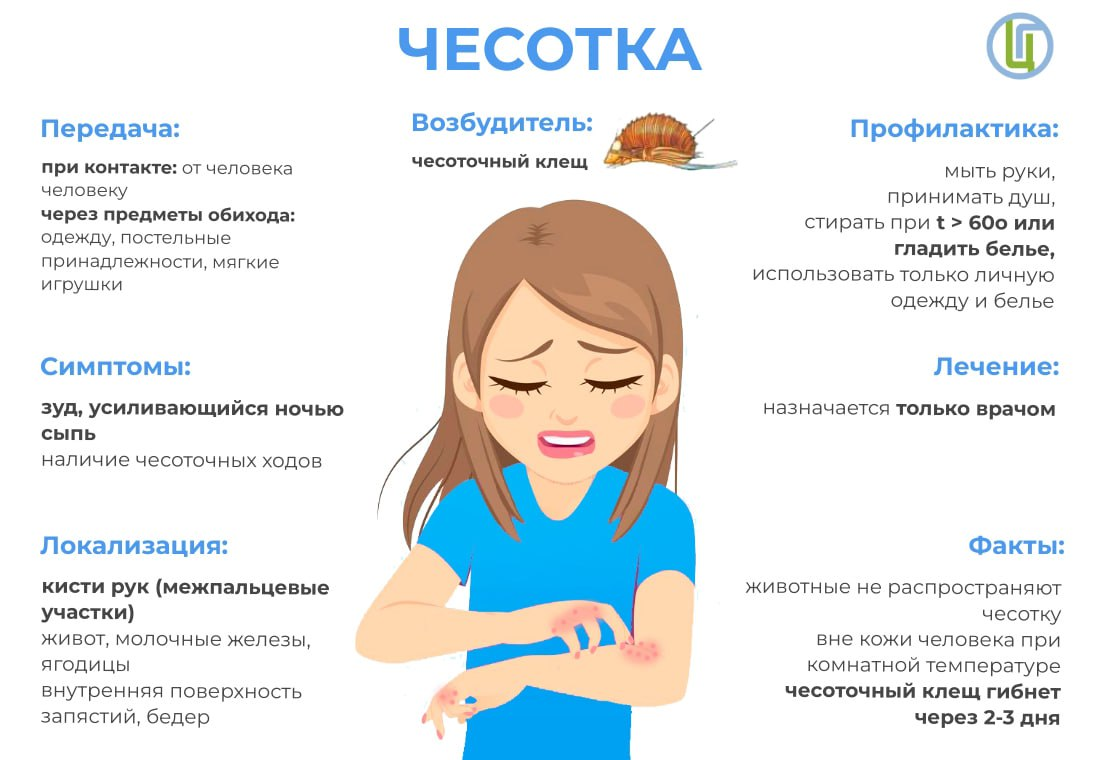 ЧЕСОТКА
ЦГ
Передача:
при контакте: от человека
человеку
через предметы обихода:
одежду, постельные
принадлежности, мягкие
игрушки
Возбудитель:
чесоточный клещ
Профилактика:
мыть руки,
принимать душ,
стирать при t > 60о или
гладить белье,
использовать только личную
одежду и белье
Симптомы:
зуд, усиливающийся ночью
сыпь
наличие чесоточных ходов
Лечение:
назначается только врачом
Локализация:
кисти рук (межпальцевые
участки)
живот, молочные железы,
ягодицы
внутренняя поверхность
запястий, бедер
Факты:
животные не распространяют
чесотку
вне кожи человека при
комнатной температуре
чесоточный клещ гибнет
через 2-3 дня